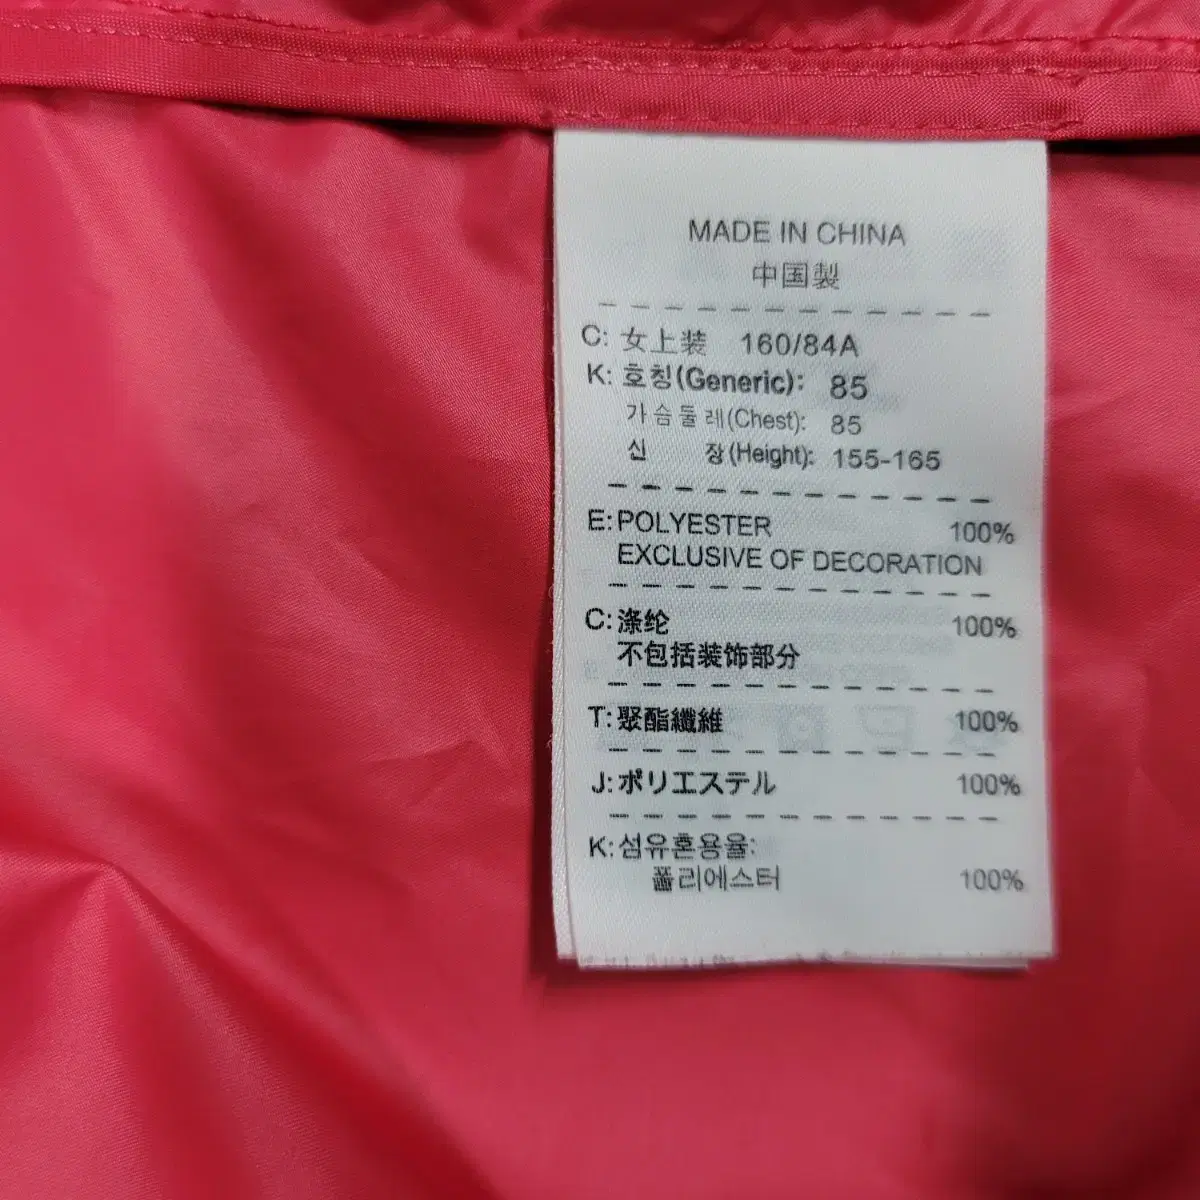 MADE IN CHINA
中国製
C: 女上装 160/84A
K: 호칭(Generic): 85
가슴둘레(Chest): 85
신 장(Height): 155-165
E: POLYESTER 100%
EXCLUSIVE OF DECORATION
C: 涤纶 100%
不包括装饰部分
T: 聚酯纖維 100%
J: ポリエステル 100%
K: 섬유혼용율:
폴리에스터 100%